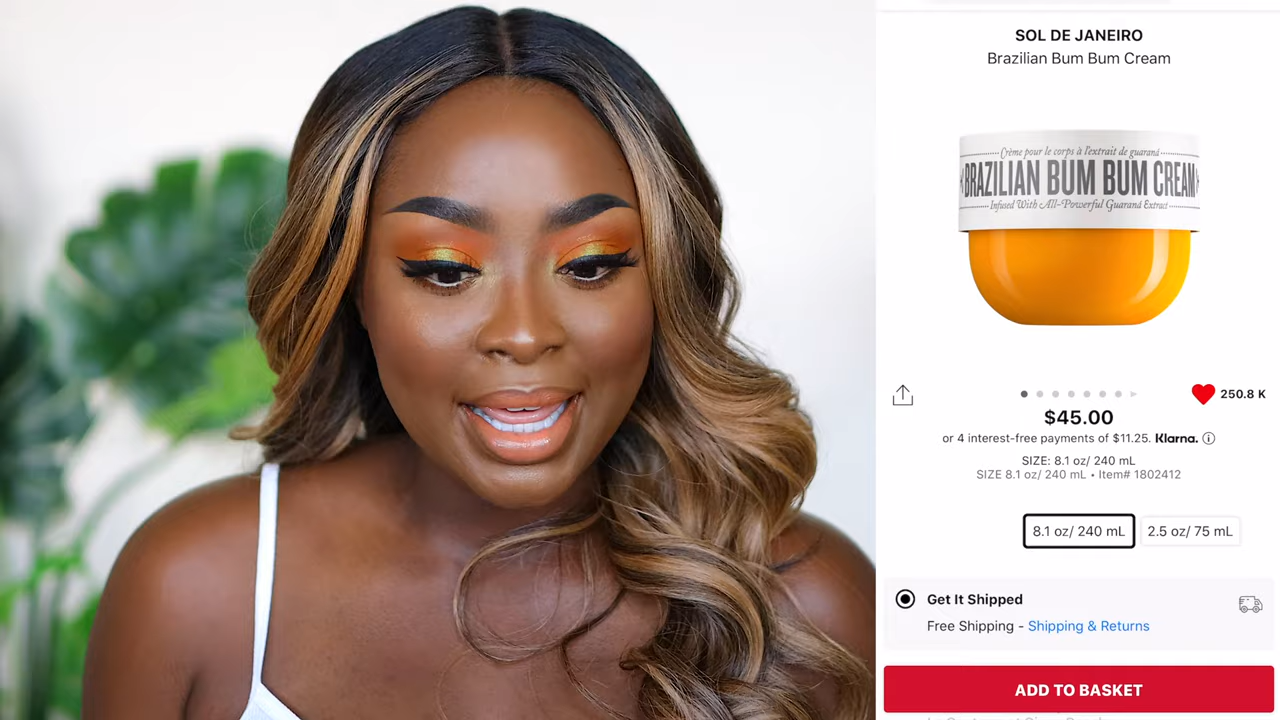 SOL DE JANEIRO
Brazilian Bum Bum Cream
Crème pour le corps à l'extrait de guaraná
BRAZILIAN BUM BUM CREAM
Infused With All-Powerful Guaraná Extract
250.8 K
$45.00
or 4 interest-free payments of $11.25. Klarna. ⓘ
SIZE: 8.1 oz/ 240 mL
SIZE 8.1 oz/ 240 mL • Item# 1802412
8.1 oz/ 240 mL 2.5 oz/ 75 mL
Get It Shipped
Free Shipping - Shipping & Returns
ADD TO BASKET